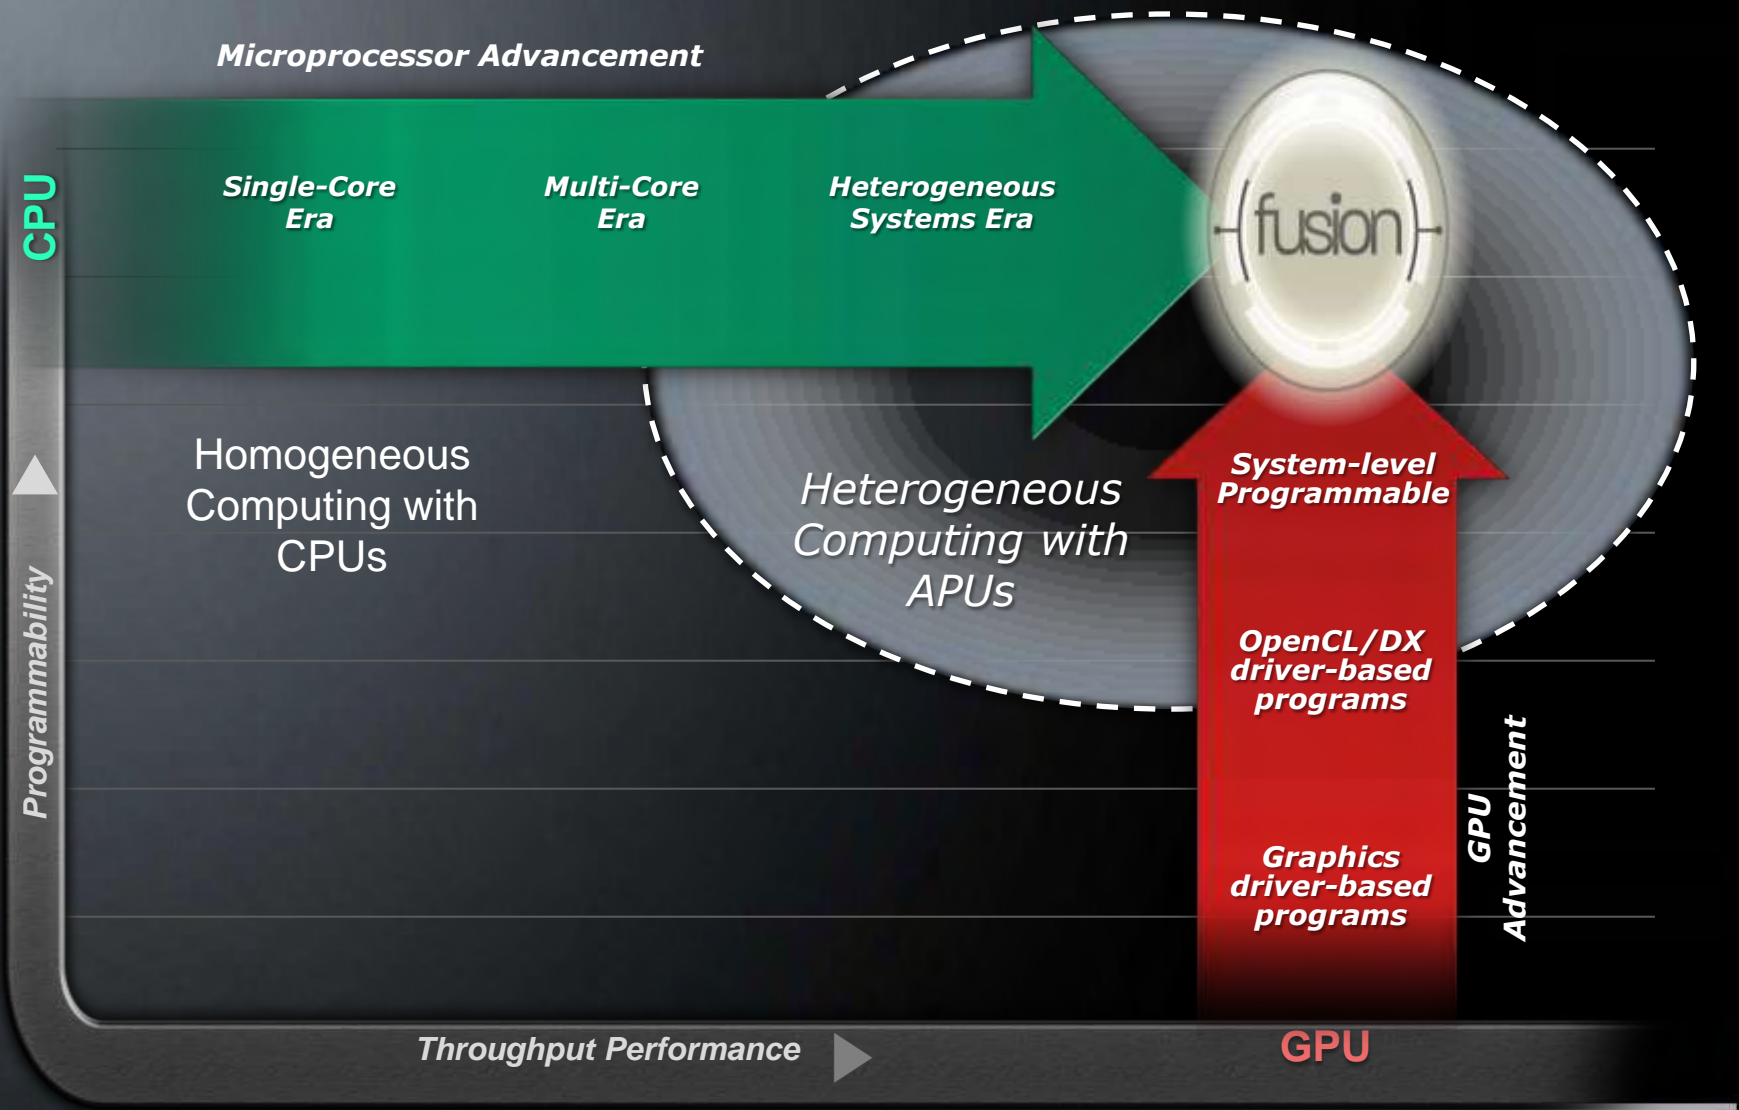 Microprocessor Advancement
CPU
Single-Core
Era
Multi-Core
Era
Heterogeneous
Systems Era
fusion
Homogeneous
Computing with
CPUs
Heterogeneous
Computing with
APUs
System-level
Programmable
OpenCL/DX
driver-based
programs
Graphics
driver-based
programs
GPU
Advancement
Programmability
Throughput Performance
GPU